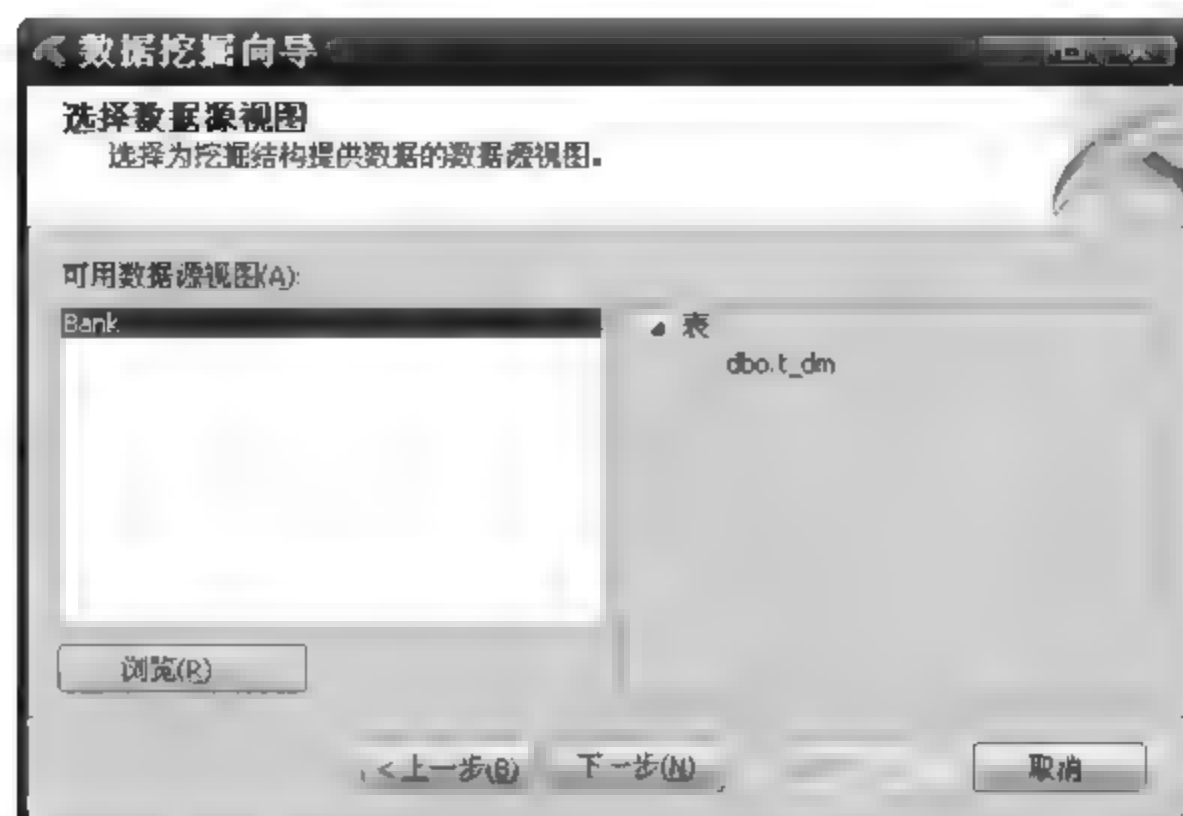 数据挖掘向导
选择数据源视图
选择为挖掘结构提供数据的数据源视图。
可用数据源视图(A):
Bank
表
dbo.t_dm
浏览(R)
<上一步(B)
下一步(N)
取消